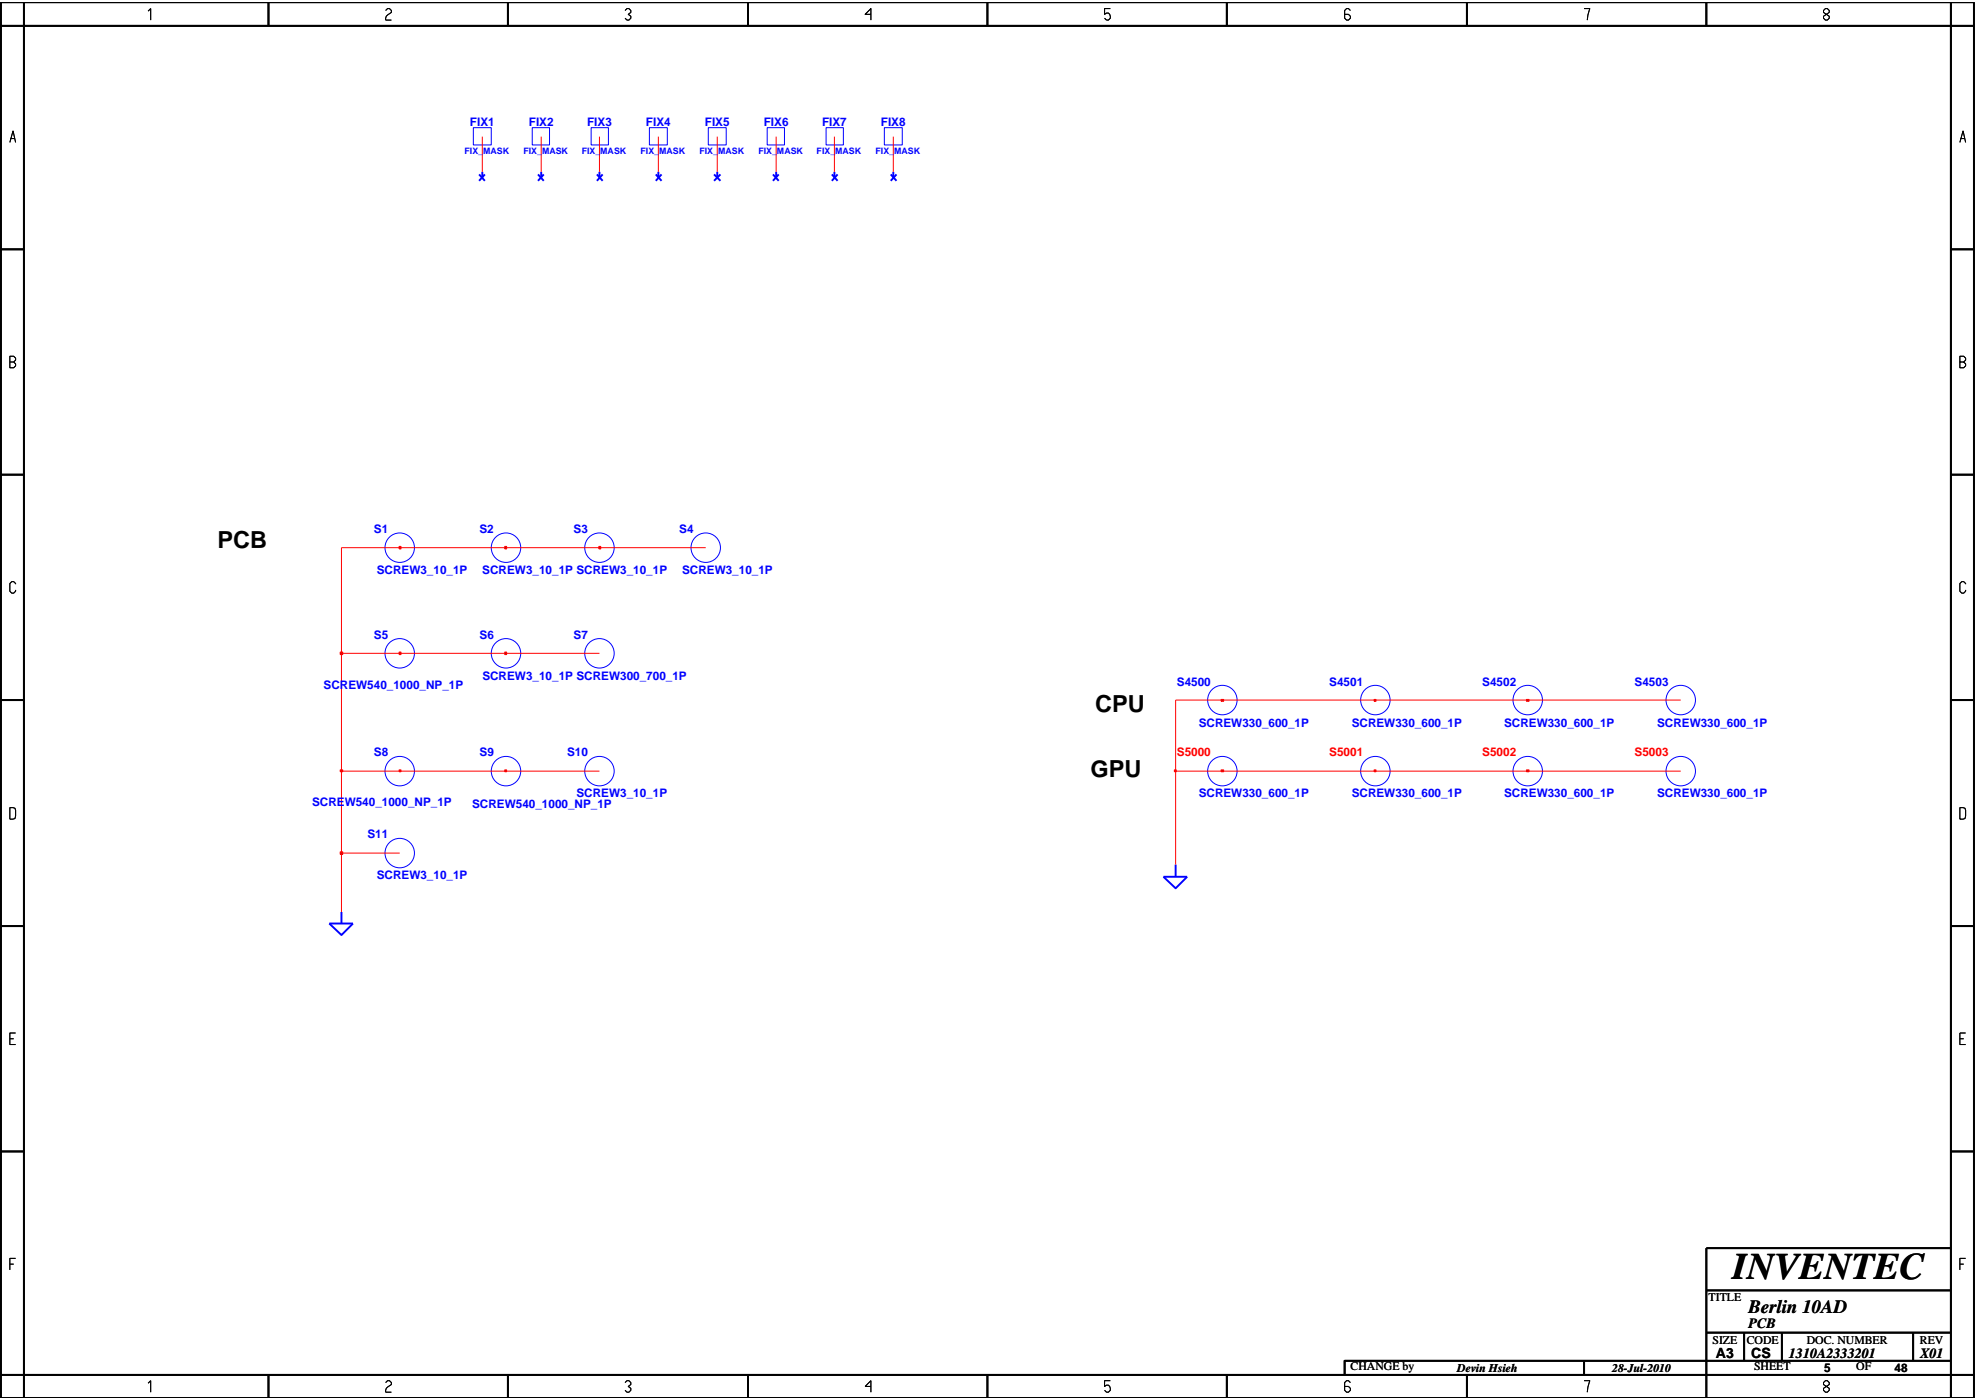 1 2 3 4 5 6 7 8
A A
FIX1 FIX2 FIX3 FIX4 FIX5 FIX6 FIX7 FIX8
FIX_MASK FIX_MASK FIX_MASK FIX_MASK FIX_MASK FIX_MASK FIX_MASK FIX_MASK
B B
PCB
S1 S2 S3 S4
SCREW3_10_1P SCREW3_10_1P SCREW3_10_1P SCREW3_10_1P
C C
S5 S6 S7
SCREW540_1000_NP_1P SCREW3_10_1P SCREW300_700_1P
S8 S9 S10
SCREW540_1000_NP_1P SCREW540_1000_NP_1P SCREW3_10_1P
S11
SCREW3_10_1P
CPU
S4500 S4501 S4502 S4503
SCREW330_600_1P SCREW330_600_1P SCREW330_600_1P SCREW330_600_1P
GPU
S5000 S5001 S5002 S5003
SCREW330_600_1P SCREW330_600_1P SCREW330_600_1P SCREW330_600_1P
D D
E E
F F
INVENTEC
TITLE
Berlin 10AD
PCB
SIZE CODE DOC. NUMBER REV
A3 CS 1310A2333201 X01
CHANGE by Devin Hsieh 28-Jul-2010 SHEET 5 OF 48
1 2 3 4 5 6 7 8